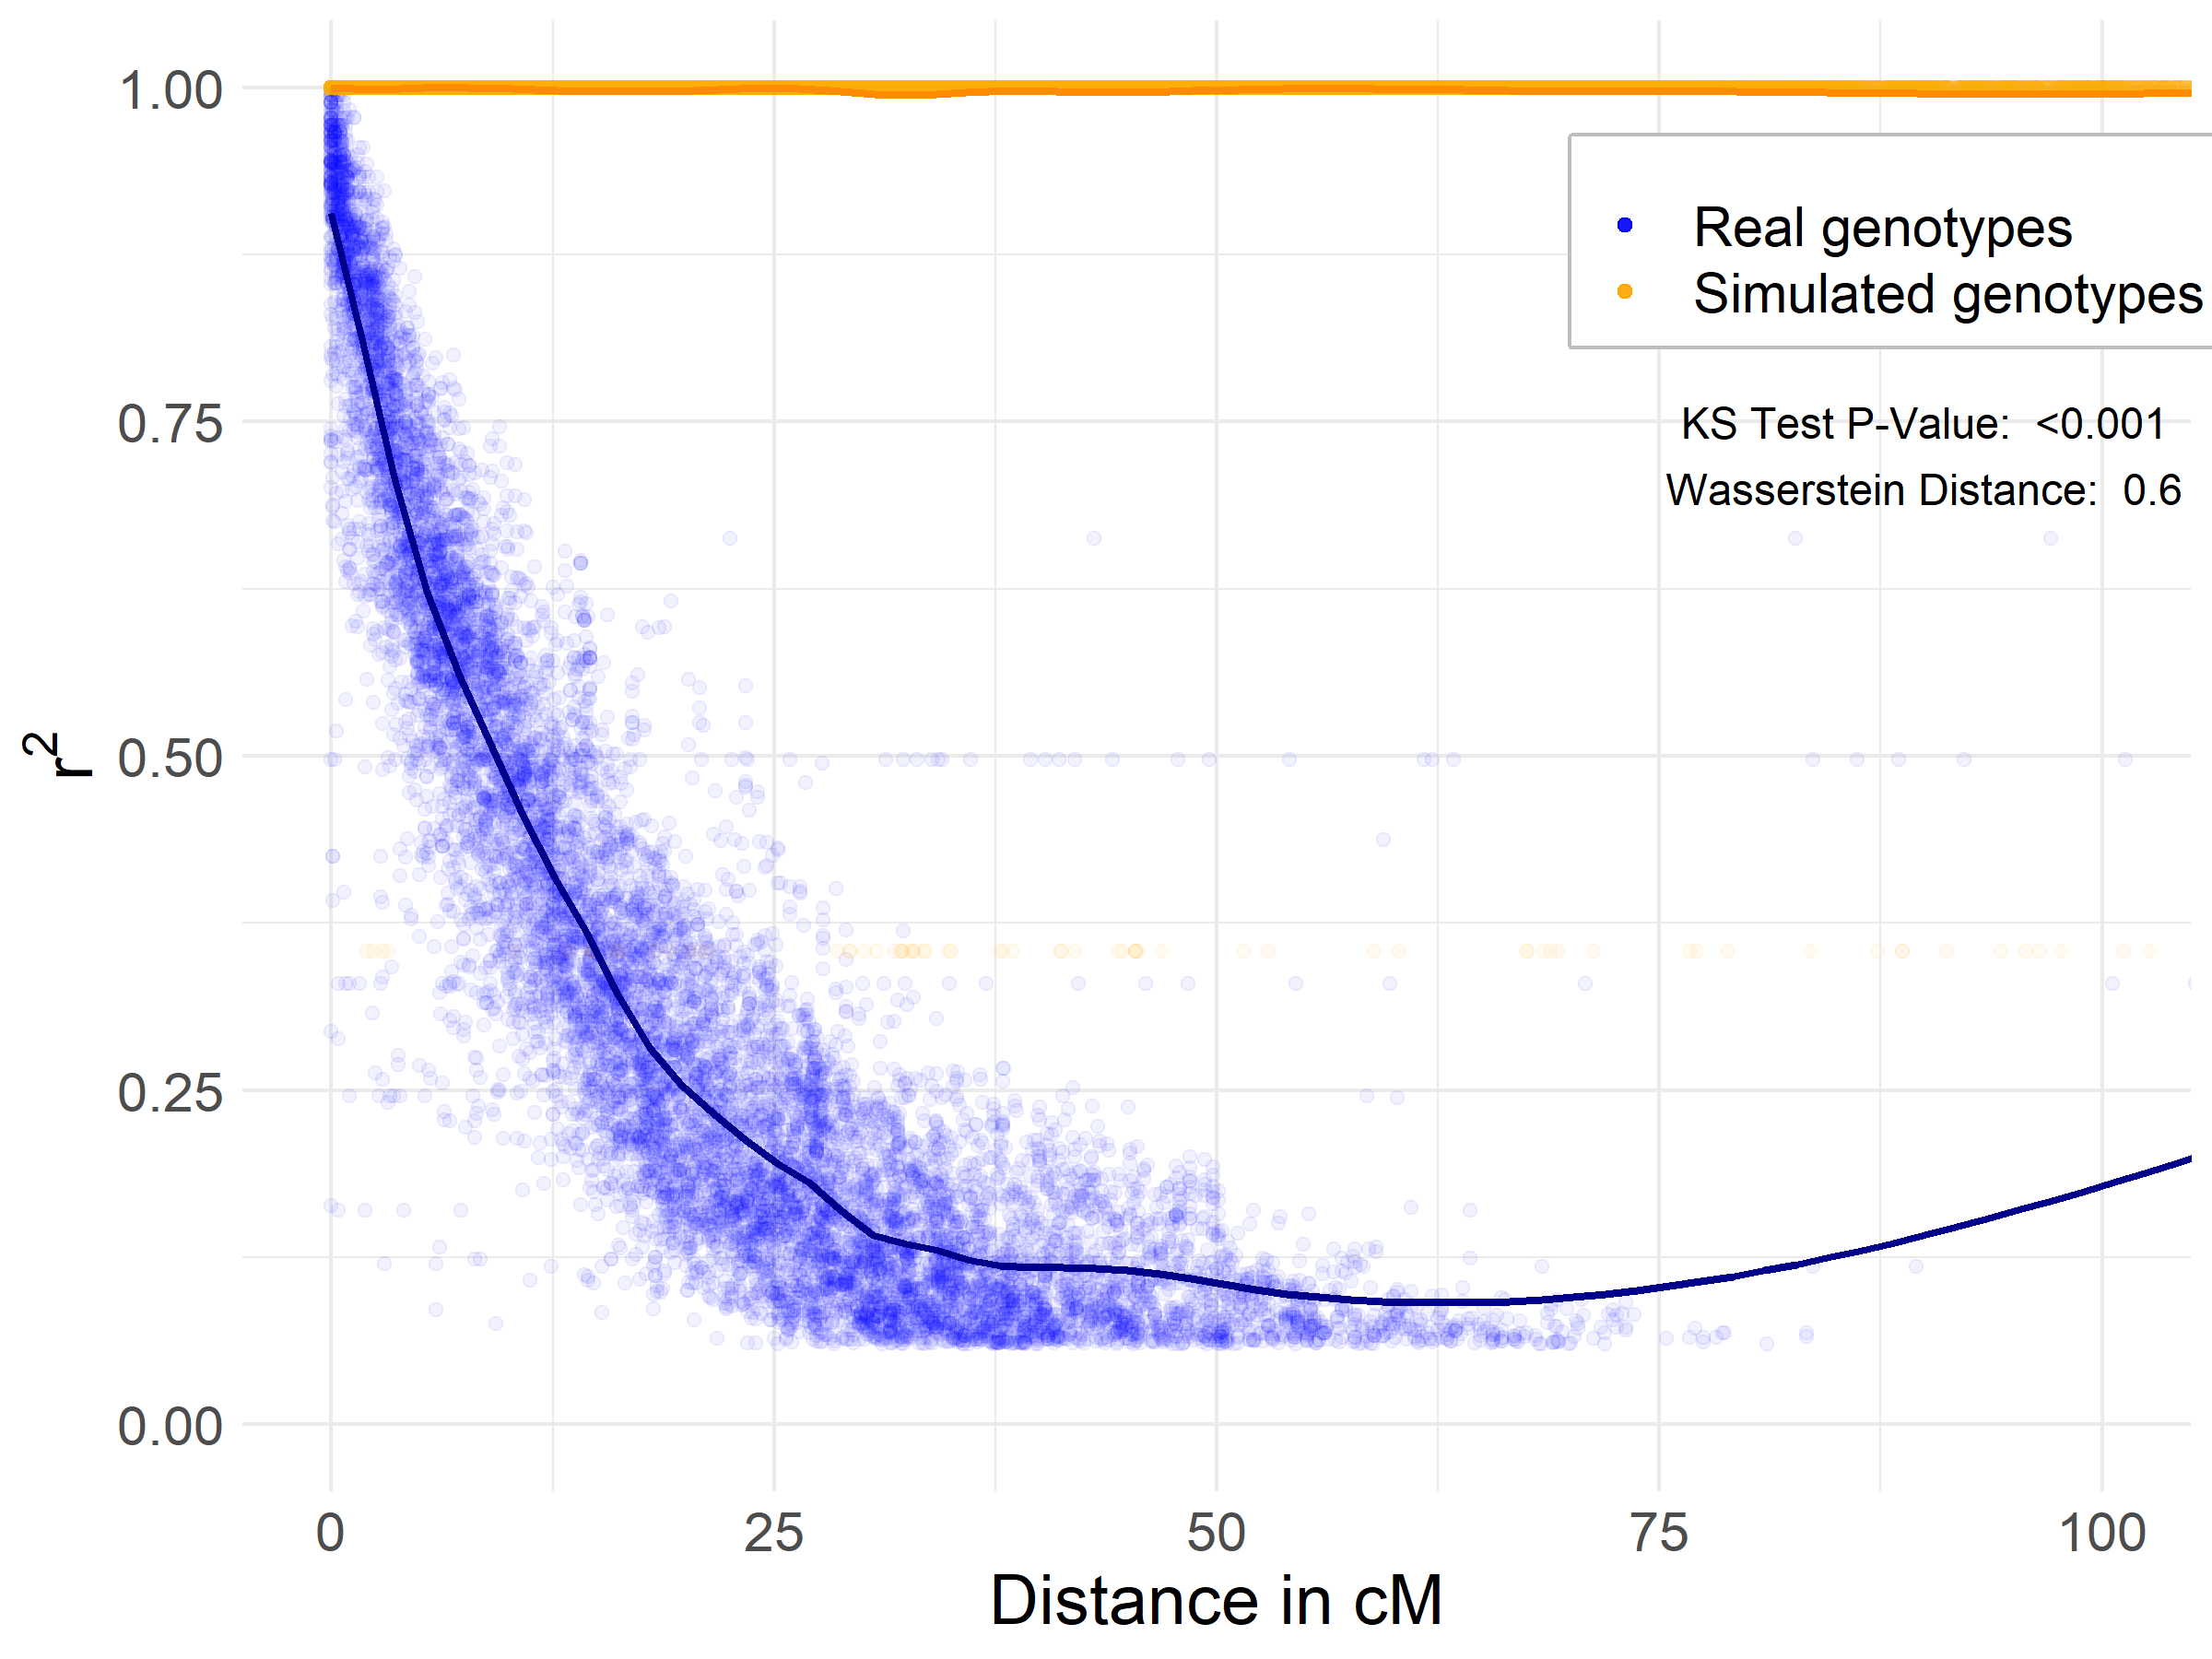 1.00
0.75
0.50
0.25
0.00
r²
0
25
50
75
100
Distance in cM
Real genotypes
Simulated genotypes
KS Test P-Value: <0.001
Wasserstein Distance: 0.6